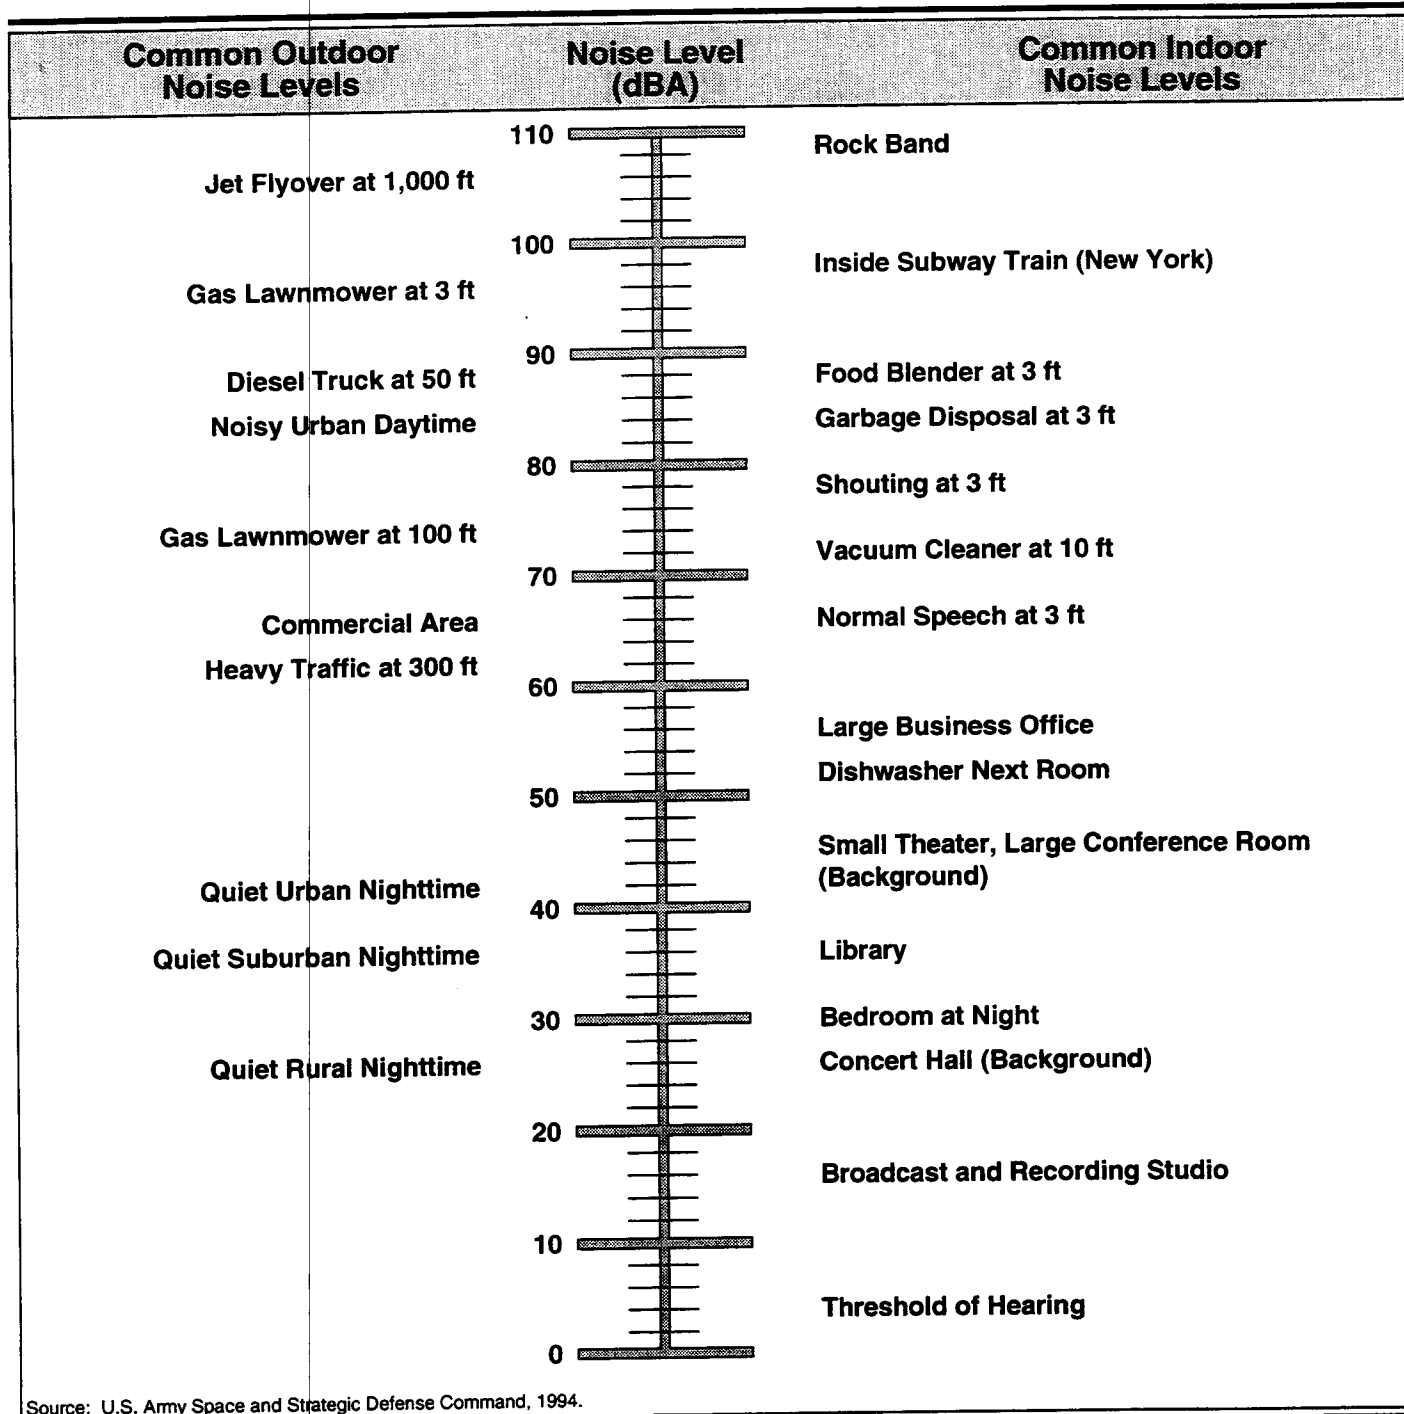 Common Outdoor
Noise Levels
Noise Level
(dBA)
Common Indoor
Noise Levels
110
Rock Band
Jet Flyover at 1,000 ft
100
Inside Subway Train (New York)
Gas Lawnmower at 3 ft
90
Food Blender at 3 ft
Diesel Truck at 50 ft
Garbage Disposal at 3 ft
Noisy Urban Daytime
80
Shouting at 3 ft
Gas Lawnmower at 100 ft
Vacuum Cleaner at 10 ft
70
Normal Speech at 3 ft
Commercial Area
Heavy Traffic at 300 ft
60
Large Business Office
Dishwasher Next Room
50
Small Theater, Large Conference Room
(Background)
Quiet Urban Nighttime
40
Library
Quiet Suburban Nighttime
30
Bedroom at Night
Concert Hall (Background)
Quiet Rural Nighttime
20
Broadcast and Recording Studio
10
Threshold of Hearing
0
Source: U.S. Army Space and Strategic Defense Command, 1994.